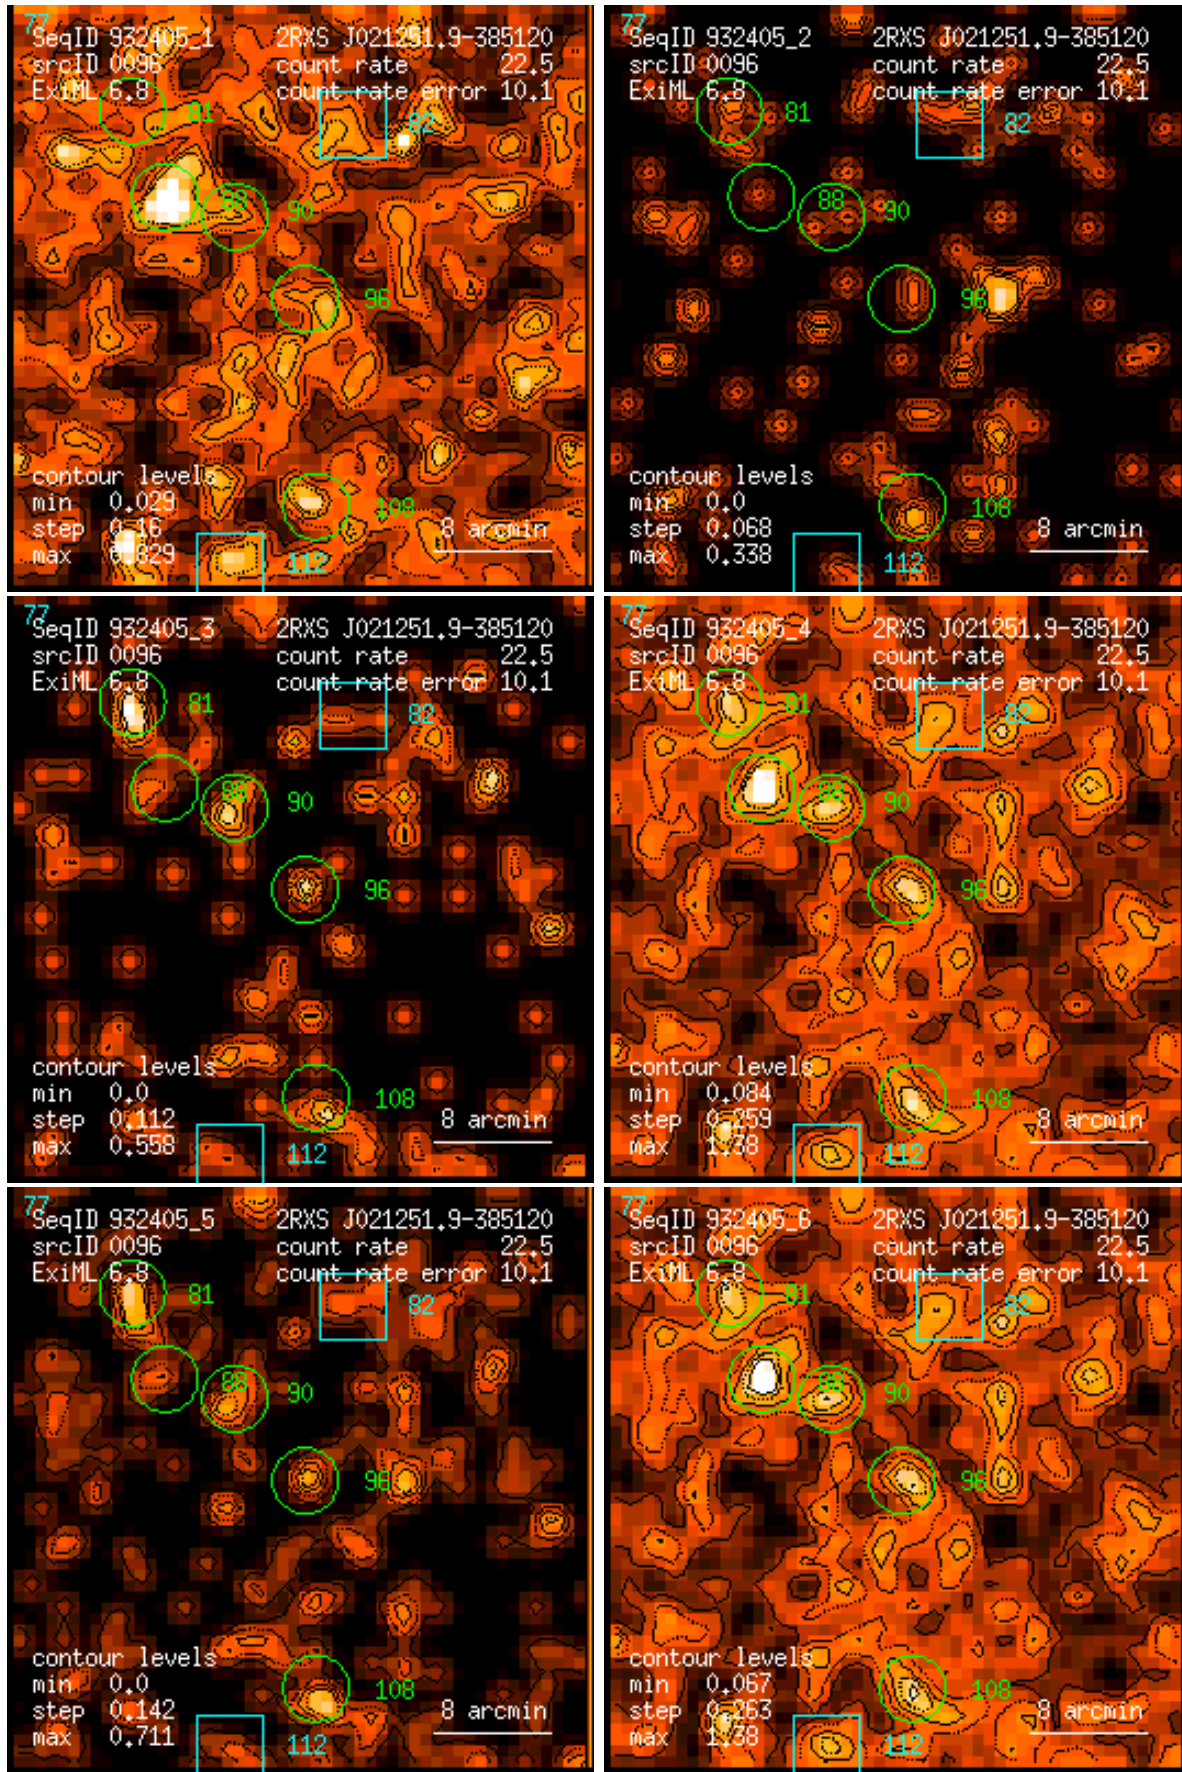 77
SeqID 932405_1 2RXS J021251.9-385120
srcID 0096 count rate 22.5
ExiML 6.8 count rate error 10.1
81
82
88
90
96
contour levels
min 0.029
step 0.16
108
max 0.829
8 arcmin
112
77
SeqID 932405_2 2RXS J021251.9-385120
srcID 0096 count rate 22.5
ExiML 6.8 count rate error 10.1
81
82
88
90
96
contour levels
min 0.0
step 0.068
108
max 0.338
8 arcmin
112
77
SeqID 932405_3 2RXS J021251.9-385120
srcID 0096 count rate 22.5
ExiML 6.8 count rate error 10.1
81
82
88
90
96
contour levels
min 0.0
step 0.112
108
max 0.558
8 arcmin
112
77
SeqID 932405_4 2RXS J021251.9-385120
srcID 0096 count rate 22.5
ExiML 6.8 count rate error 10.1
81
82
88
90
96
contour levels
min 0.084
step 0.259
108
max 1.38
8 arcmin
112
77
SeqID 932405_5 2RXS J021251.9-385120
srcID 0096 count rate 22.5
ExiML 6.8 count rate error 10.1
81
82
88
90
96
contour levels
min 0.0
step 0.142
108
max 0.711
8 arcmin
112
77
SeqID 932405_6 2RXS J021251.9-385120
srcID 0096 count rate 22.5
ExiML 6.8 count rate error 10.1
81
82
88
90
96
contour levels
min 0.067
step 0.263
108
max 1.38
8 arcmin
112